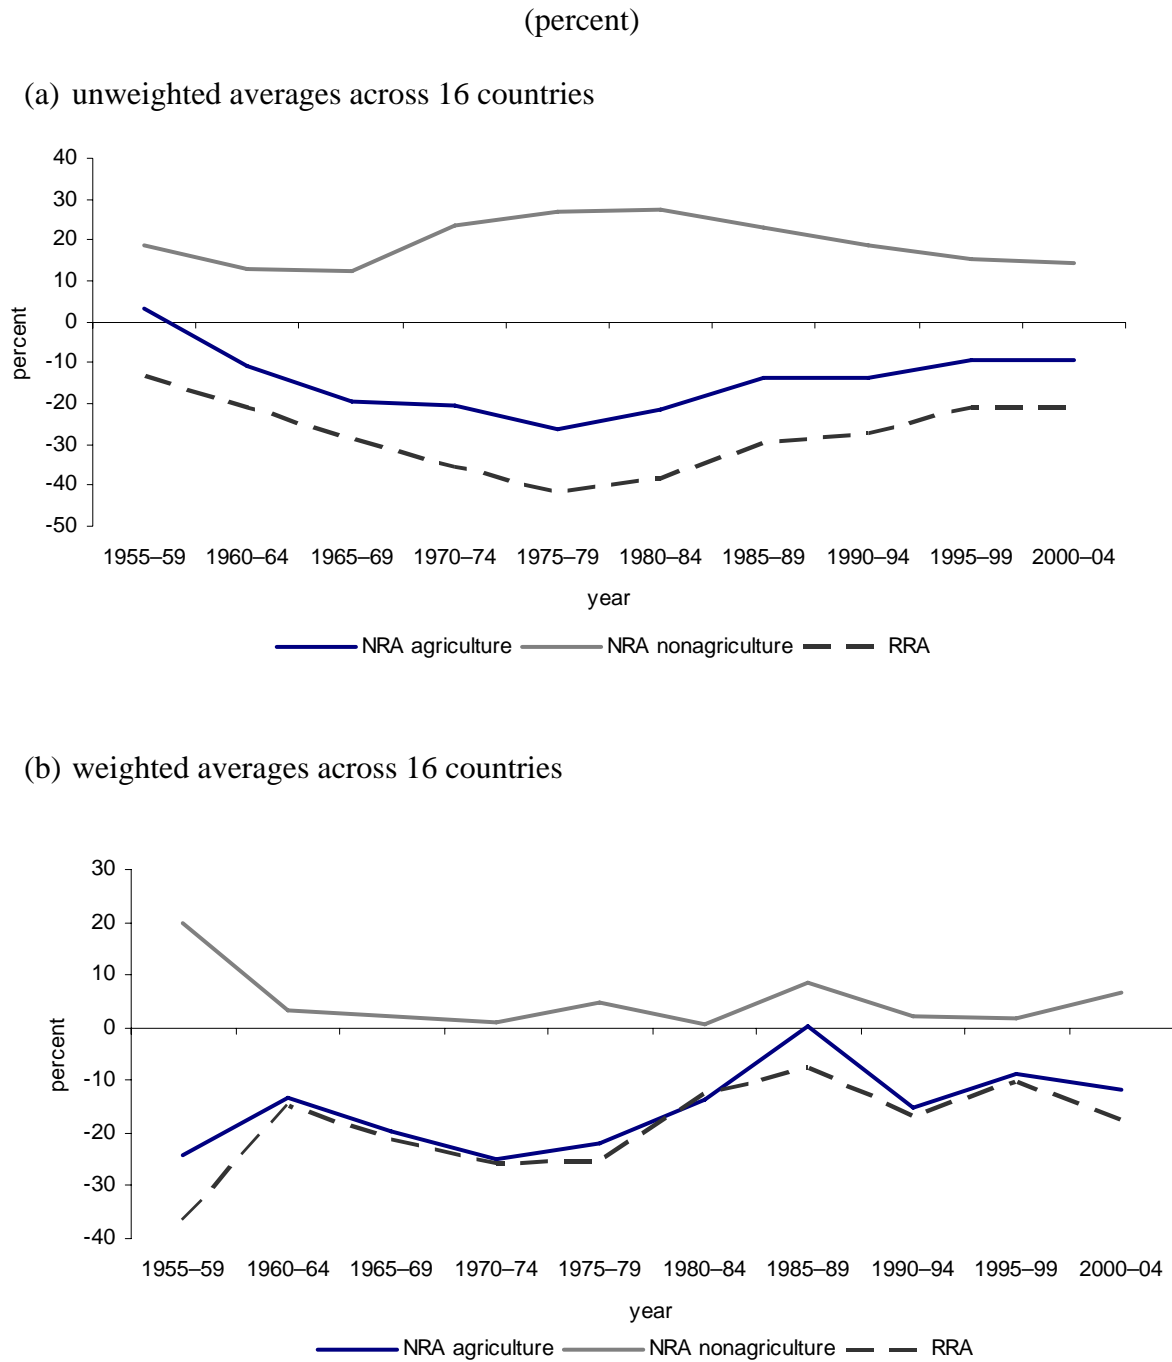 (percent)
(a) unweighted averages across 16 countries
40
30
20
10
0
-10
-20
-30
-40
-50
percent
1955–59 1960–64 1965–69 1970–74 1975–79 1980–84 1985–89 1990–94 1995–99 2000–04
year
NRA agriculture NRA nonagriculture RRA
(b) weighted averages across 16 countries
30
20
10
0
-10
-20
-30
-40
percent
1955–59 1960–64 1965–69 1970–74 1975–79 1980–84 1985–89 1990–94 1995–99 2000–04
year
NRA agriculture NRA nonagriculture RRA